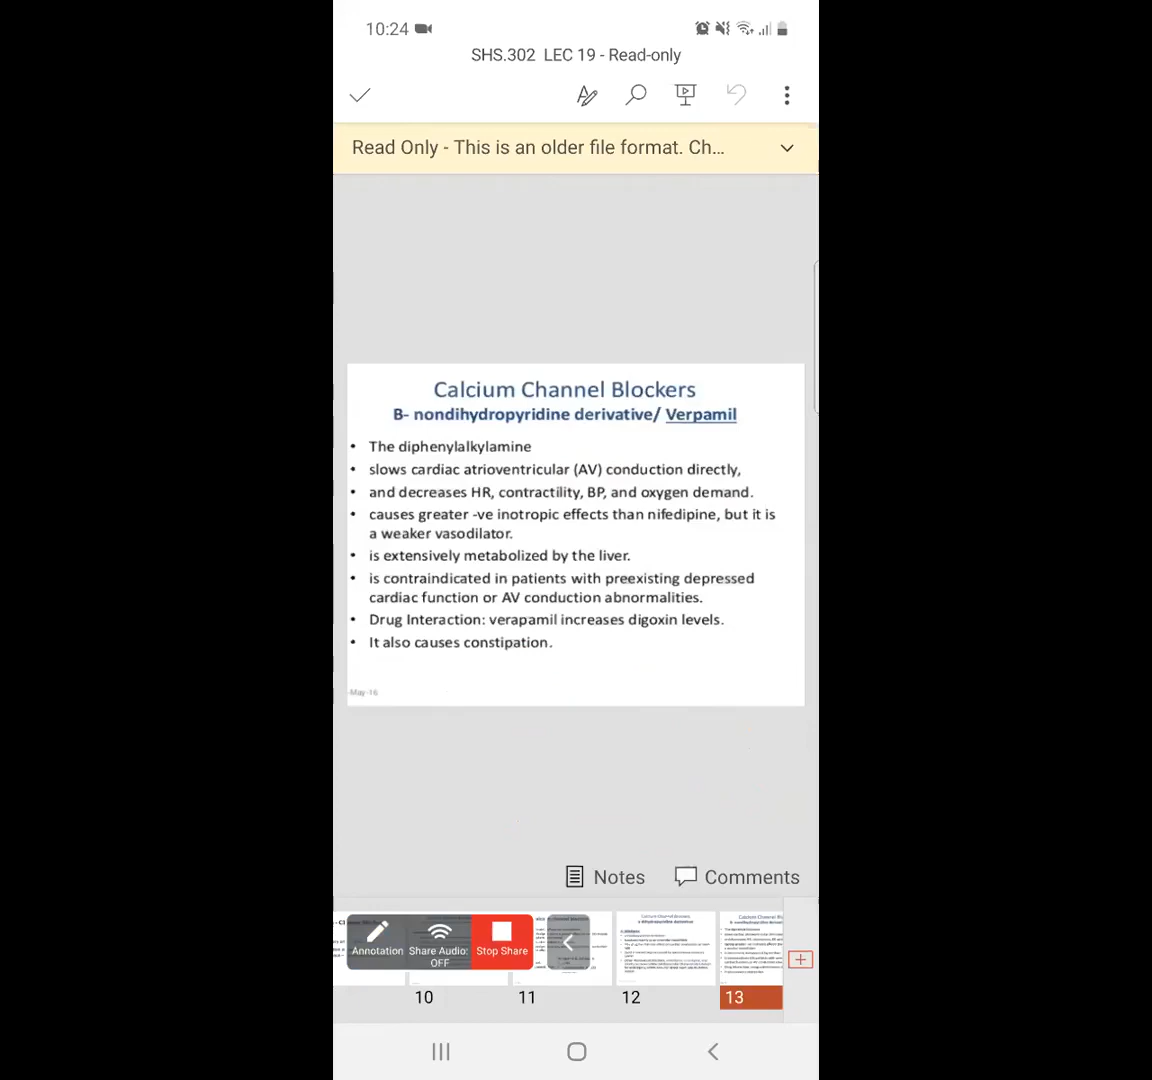 10:24
SHS.302 LEC 19 - Read-only
Read Only - This is an older file format. Ch...
Calcium Channel Blockers
B- nondihydropyridine derivative/ Verpamil
• The diphenylalkylamine
• slows cardiac atrioventricular (AV) conduction directly,
• and decreases HR, contractility, BP, and oxygen demand.
• causes greater -ve inotropic effects than nifedipine, but it is
a weaker vasodilator.
• is extensively metabolized by the liver.
• is contraindicated in patients with preexisting depressed
cardiac function or AV conduction abnormalities.
• Drug Interaction: verapamil increases digoxin levels.
• It also causes constipation.
-May-16
Notes
Comments
Annotation
Share Audio:
OFF
Stop Share
10
11
12
13